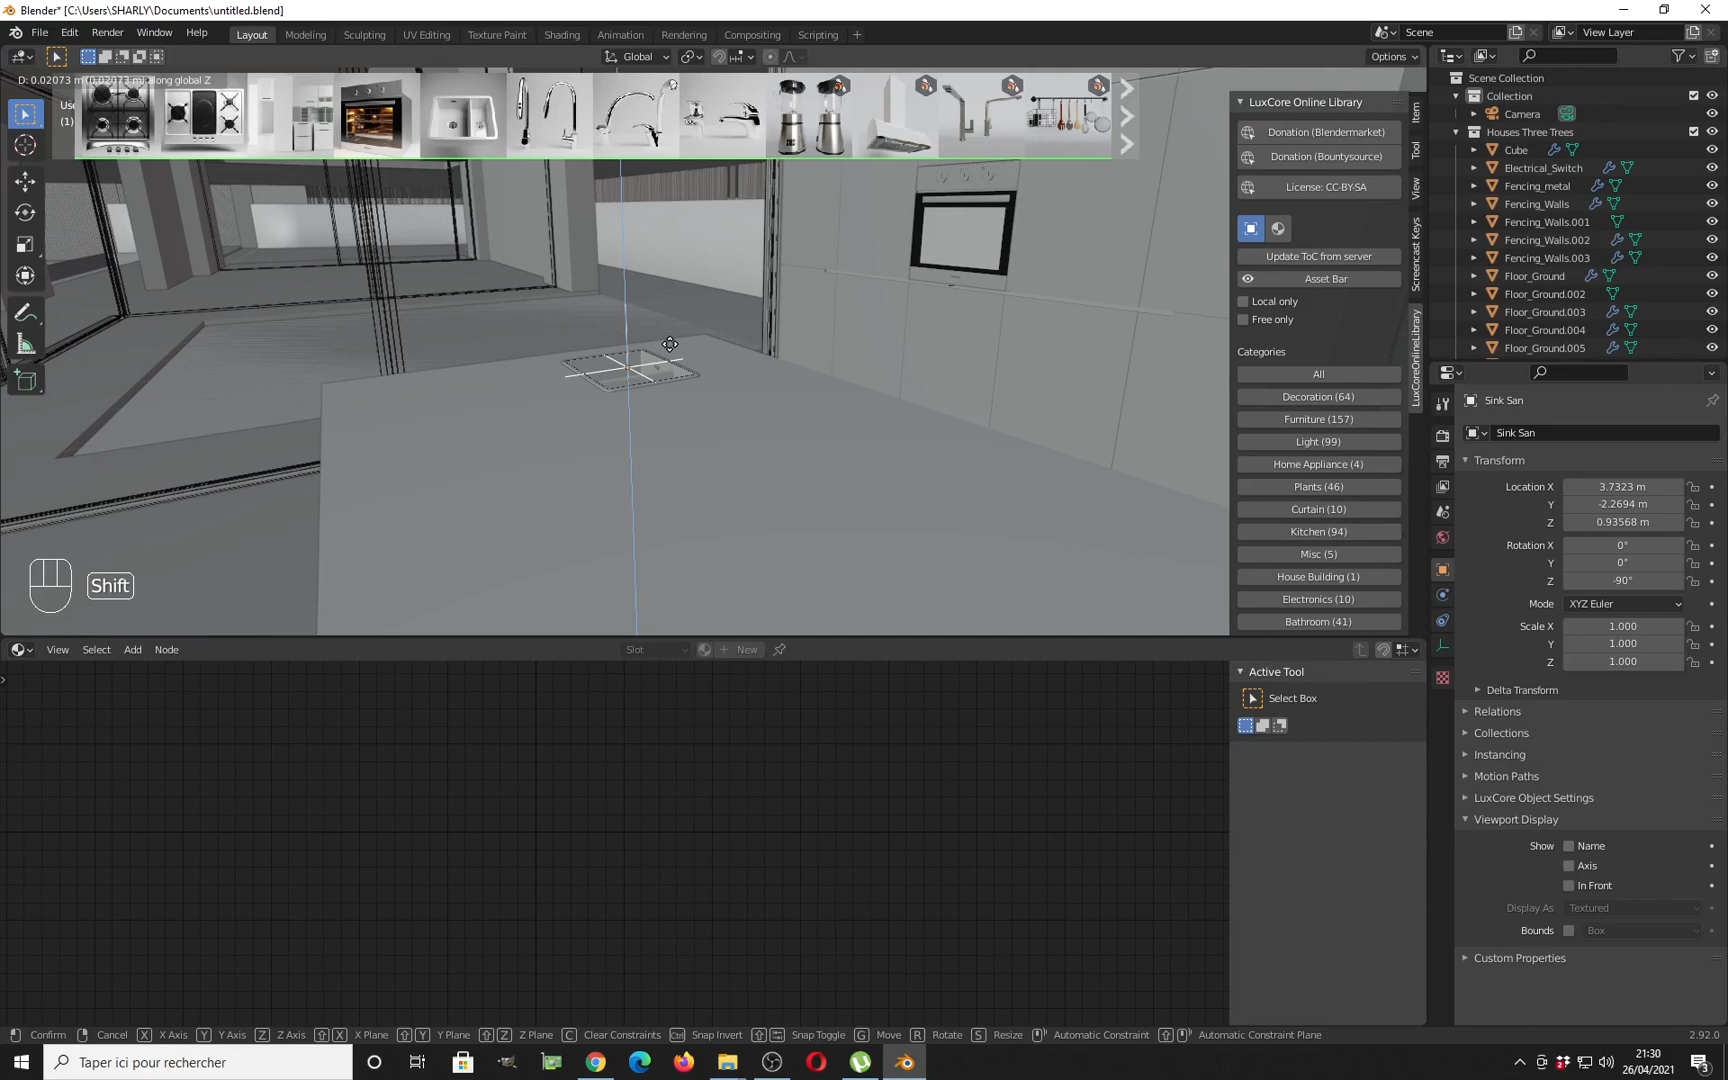 Blender* [C:\Users\SHARLY\Documents\untitled.blend]
File Edit Render Window Help
Layout Modeling Sculpting UV Editing Texture Paint Shading Animation Rendering Compositing Scripting
Scene
View Layer
Global
Options
D: 0.02073 m (0.02073 m) along global Z
Use
(1)
LuxCore Online Library
Donation (Blendermarket)
Donation (Bountysource)
License: CC-BY-SA
Update ToC from server
Asset Bar
Local only
Free only
Categories
All
Decoration (64)
Furniture (157)
Light (99)
Home Appliance (4)
Plants (46)
Curtain (10)
Kitchen (94)
Misc (5)
House Building (1)
Electronics (10)
Bathroom (41)
Item
Tool
View
Screencast Keys
LuxCoreOnlineLibrary
Scene Collection
Collection
Camera
Houses Three Trees
Cube
Electrical_Switch
Fencing_metal
Fencing_Walls
Fencing_Walls.001
Fencing_Walls.002
Fencing_Walls.003
Floor_Ground
Floor_Ground.002
Floor_Ground.003
Floor_Ground.004
Floor_Ground.005
Sink San
Sink San
Transform
Location X 3.7323 m
Y -2.2694 m
Z 0.93568 m
Rotation X 0°
Y 0°
Z -90°
Mode XYZ Euler
Scale X 1.000
Y 1.000
Z 1.000
Delta Transform
Relations
Collections
Instancing
Motion Paths
LuxCore Object Settings
Viewport Display
Show Name
Axis
In Front
Display As Textured
Bounds Box
Custom Properties
Shift
View Select Add Node
Slot
New
Active Tool
Select Box
Confirm Cancel X X Axis Y Y Axis Z Z Axis X X Plane Y Y Plane Z Z Plane C Clear Constraints Ctrl Snap Invert Snap Toggle G Move R Rotate S Resize Automatic Constraint Automatic Constraint Plane
2.92.0
Taper ici pour rechercher
21:30
26/04/2021
3